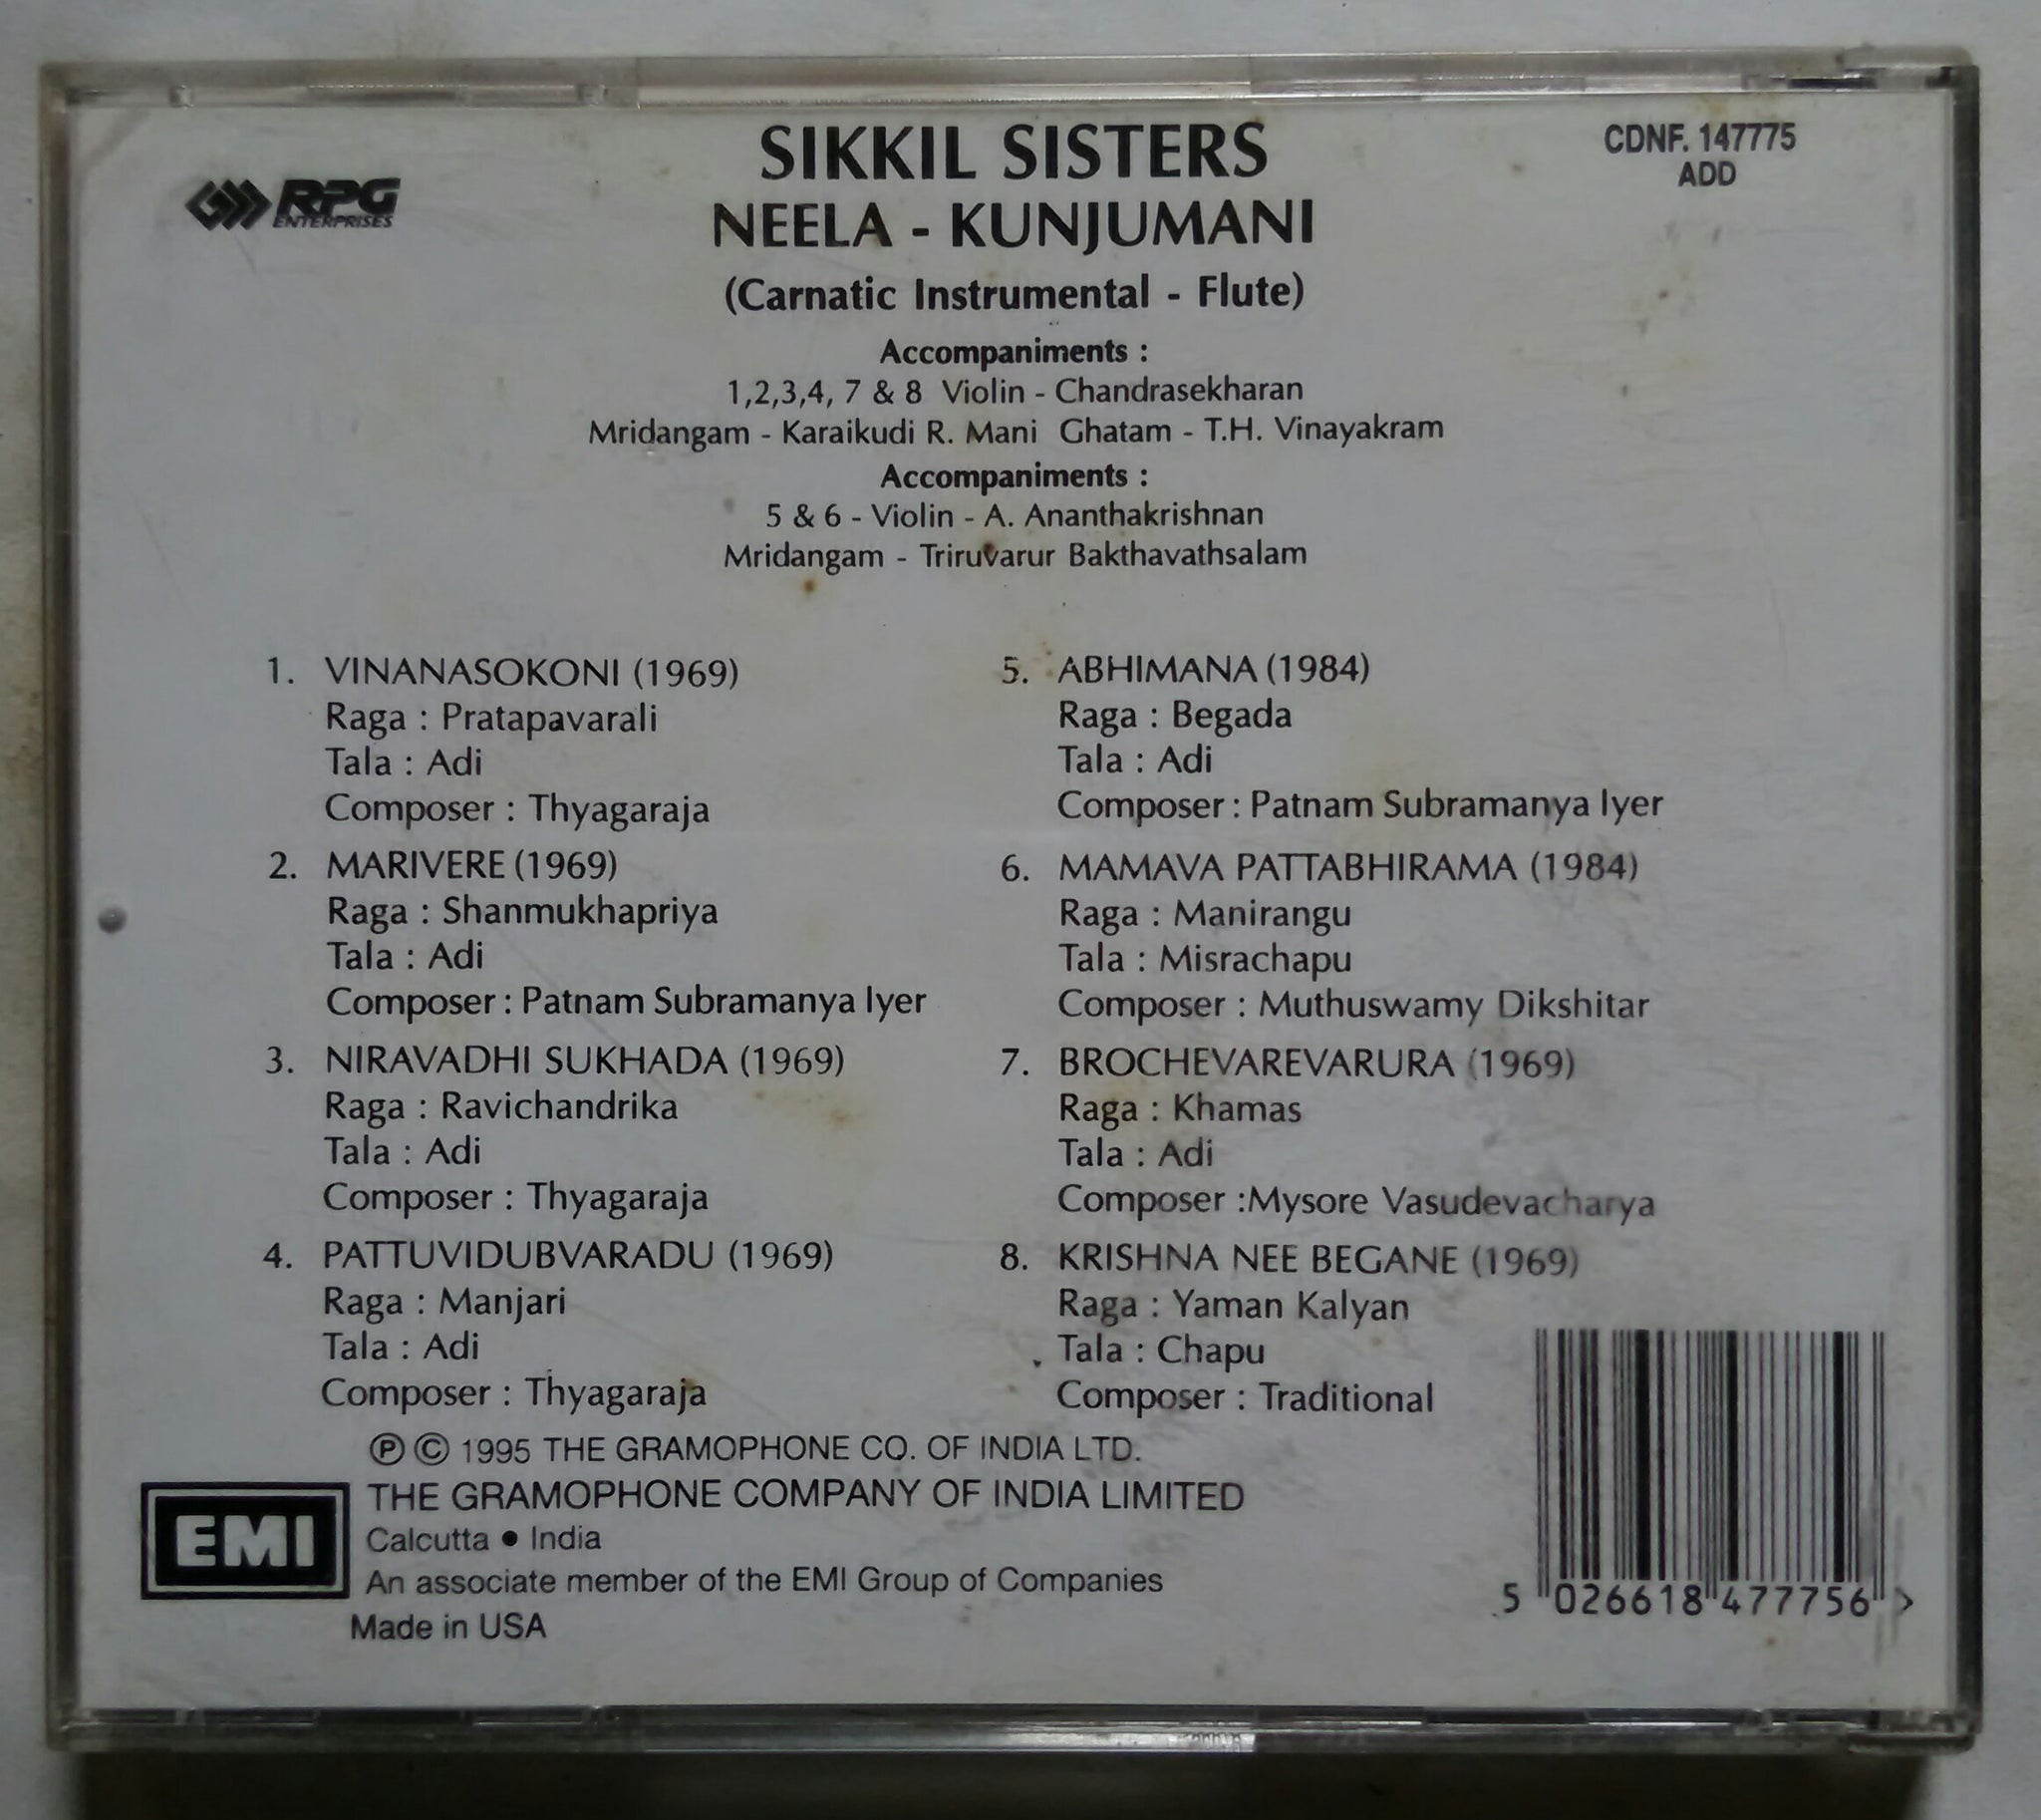 RPG
ENTERPRISES
SIKKIL SISTERS
NEELA - KUNJUMANI
(Carnatic Instrumental - Flute)
CDNF. 147775
ADD
Accompaniments :
1,2,3,4, 7 & 8 Violin - Chandrasekharan
Mridangam - Karaikudi R. Mani Ghatam - T.H. Vinayakram
Accompaniments :
5 & 6 - Violin - A. Ananthakrishnan
Mridangam - Triruvarur Bakthavathsalam
1. VINANASOKONI (1969)
Raga : Pratapavarali
Tala : Adi
Composer : Thyagaraja
2. MARIVERE (1969)
Raga : Shanmukhapriya
Tala : Adi
Composer : Patnam Subramanya Iyer
3. NIRAVADHI SUKHADA (1969)
Raga : Ravichandrika
Tala : Adi
Composer : Thyagaraja
4. PATTUVIDUBVARADU (1969)
Raga : Manjari
Tala : Adi
Composer : Thyagaraja
5. ABHIMANA (1984)
Raga : Begada
Tala : Adi
Composer : Patnam Subramanya Iyer
6. MAMAVA PATTABHIRAMA (1984)
Raga : Manirangu
Tala : Misrachapu
Composer : Muthuswamy Dikshitar
7. BROCHEVAREVARURA (1969)
Raga : Khamas
Tala : Adi
Composer :Mysore Vasudevacharya
8. KRISHNA NEE BEGANE (1969)
Raga : Yaman Kalyan
Tala : Chapu
Composer : Traditional
℗ © 1995 THE GRAMOPHONE CO. OF INDIA LTD.
EMI
THE GRAMOPHONE COMPANY OF INDIA LIMITED
Calcutta • India
An associate member of the EMI Group of Companies
Made in USA
5 026618 477756 >